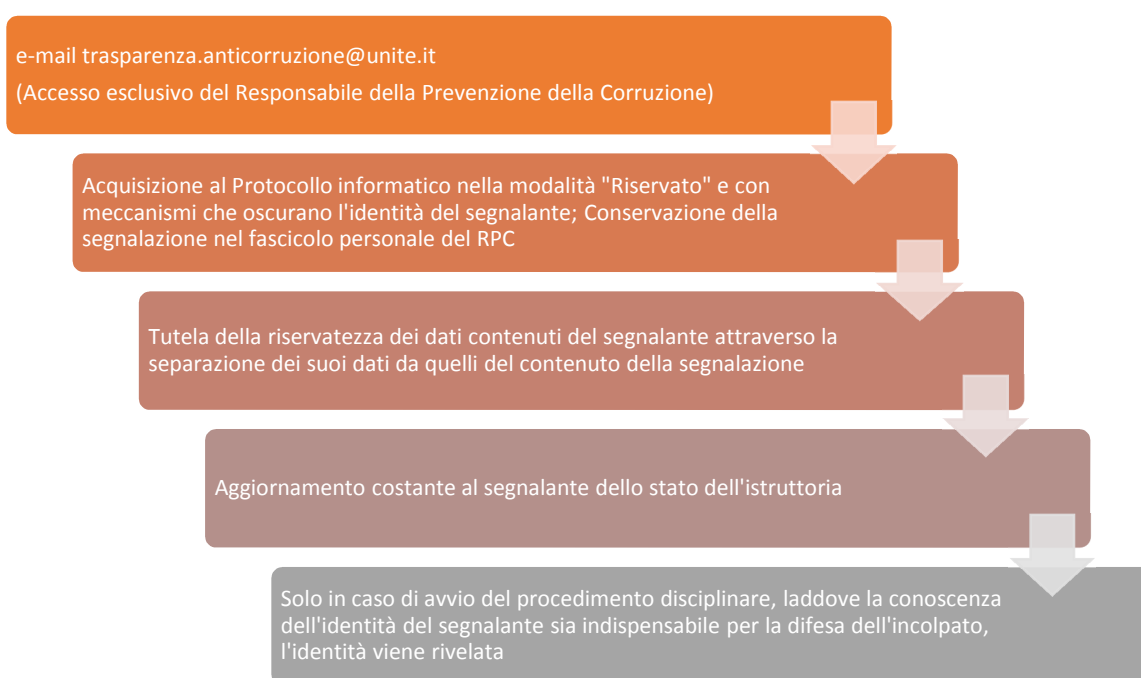 e-mail trasparenza.anticorruzione@unite.it
(Accesso esclusivo del Responsabile della Prevenzione della Corruzione)
Acquisizione al Protocollo informatico nella modalità "Riservato" e con
meccanismi che oscurano l'identità del segnalante; Conservazione della
segnalazione nel fascicolo personale del RPC
Tutela della riservatezza dei dati contenuti del segnalante attraverso la
separazione dei suoi dati da quelli del contenuto della segnalazione
Aggiornamento costante al segnalante dello stato dell'istruttoria
Solo in caso di avvio del procedimento disciplinare, laddove la conoscenza
dell'identità del segnalante sia indispensabile per la difesa dell'incolpato,
l'identità viene rivelata